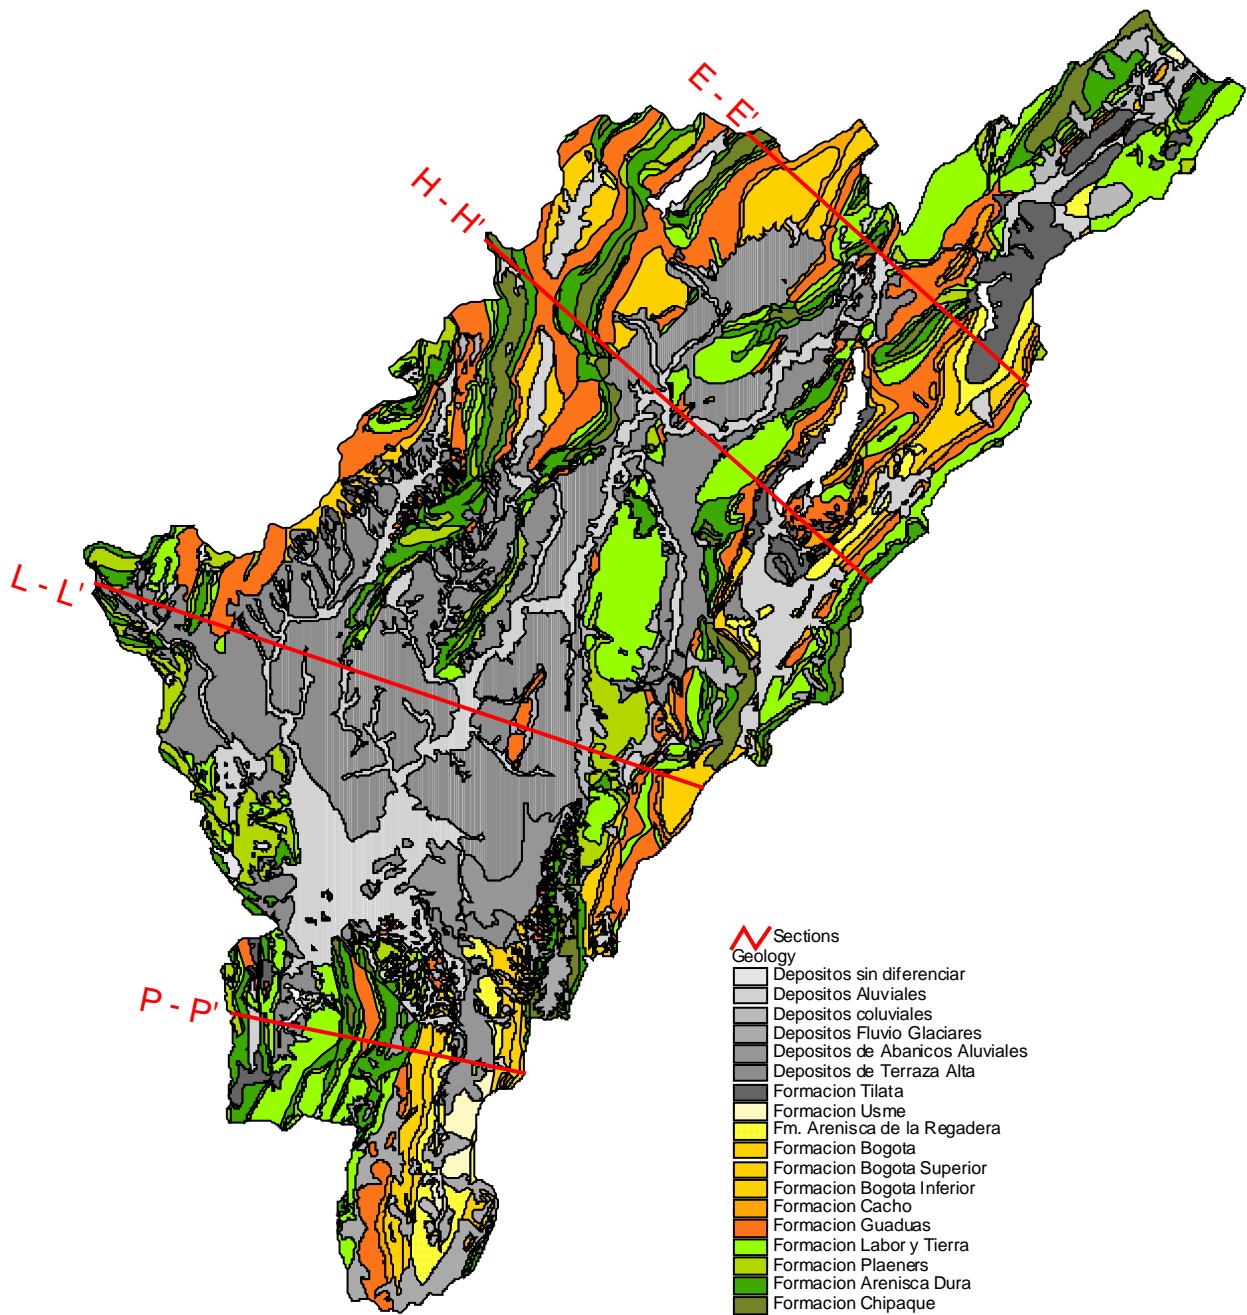 E - E'
H - H'
L - L'
P - P'
Sections
Geology
Depositos sin diferenciar
Depositos Aluviales
Depositos coluviales
Depositos Fluvio Glaciares
Depositos de Abanicos Aluviales
Depositos de Terraza Alta
Formacion Tilata
Formacion Usme
Fm. Arenisca de la Regadera
Formacion Bogota
Formacion Bogota Superior
Formacion Bogota Inferior
Formacion Cacho
Formacion Guaduas
Formacion Labor y Tierra
Formacion Plaeners
Formacion Arenisca Dura
Formacion Chipaque